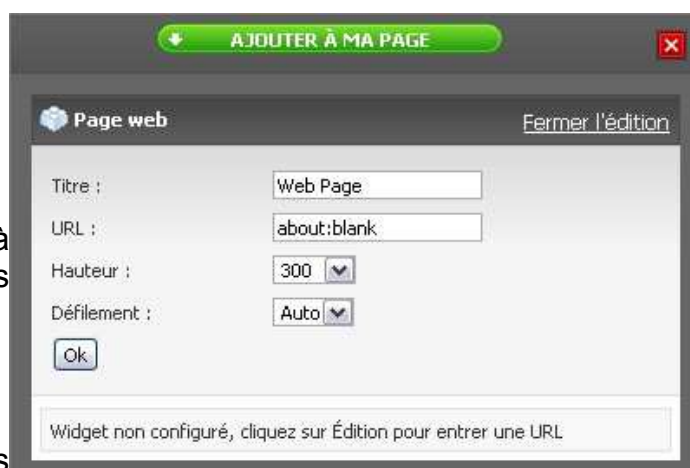 AJOUTER À MA PAGE
Page web Fermer l'édition
Titre : Web Page
URL : about:blank
à
Hauteur : 300
s
Défilement : Auto
Ok
Widget non configuré, cliquez sur Édition pour entrer une URL
s